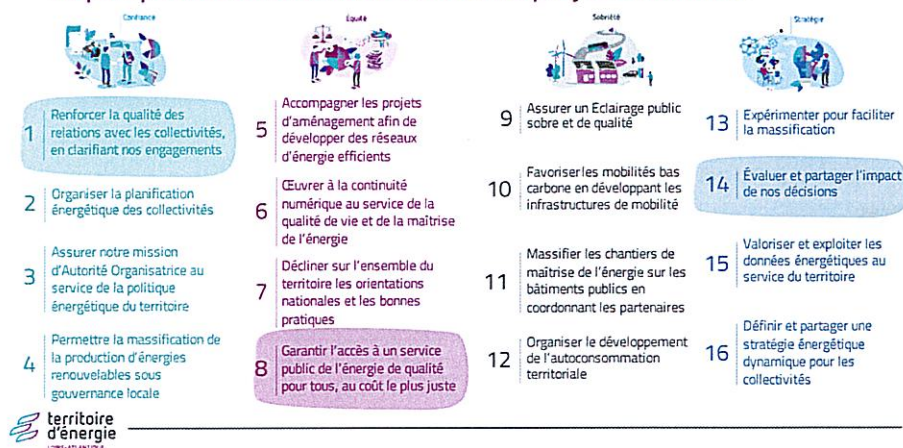 Confiance
1
Renforcer la qualité des
relations avec les collectivités,
en clarifiant nos engagements
2
Organiser la planification
énergétique des collectivités
3
Assurer notre mission
d'Autorité Organisatrice au
service de la politique
énergétique du territoire
4
Permettre la massification de
la production d'énergies
renouvelables sous
gouvernance locale
Équité
5
Accompagner les projets
d'aménagement afin de
développer des réseaux
d'énergie efficients
6
Œuvrer à la continuité
numérique au service de la
qualité de vie et de la maîtrise
de l'énergie
7
Décliner sur l'ensemble du
territoire les orientations
nationales et les bonnes
pratiques
8
Garantir l'accès à un service
public de l'énergie de qualité
pour tous, au coût le plus juste
Sobriété
9
Assurer un Eclairage public
sobre et de qualité
10
Favoriser les mobilités bas
carbone en développant les
infrastructures de mobilité
11
Massifier les chantiers de
maîtrise de l'énergie sur les
bâtiments publics en
coordonnant les partenaires
12
Organiser le développement
de l'autoconsommation
territoriale
Stratégie
13
Expérimenter pour faciliter
la massification
14
Évaluer et partager l'impact
de nos décisions
15
Valoriser et exploiter les
données énergétiques au
service du territoire
16
Définir et partager une
stratégie énergétique
dynamique pour les
collectivités
territoire
d'énergie